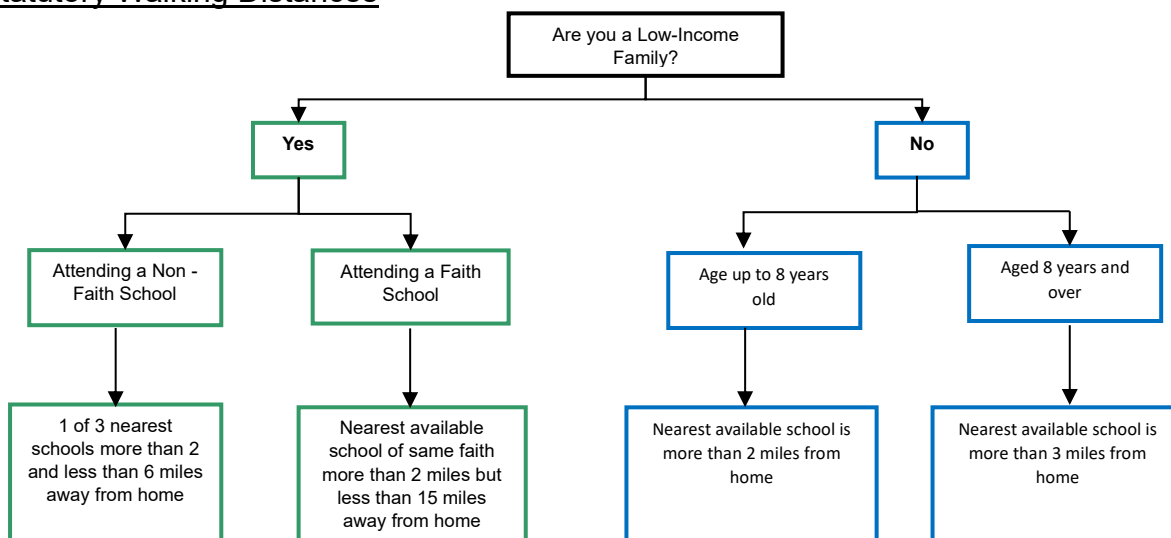 Walking Distances
Are you a Low-Income
Family?
Yes
No
Attending a Non -
Faith School
Attending a Faith
School
Age up to 8 years
old
Aged 8 years and
over
1 of 3 nearest
schools more than 2
and less than 6 miles
away from home
Nearest available
school of same faith
more than 2 miles but
less than 15 miles
away from home
Nearest available school is
more than 2 miles from
home
Nearest available school is
more than 3 miles from
home